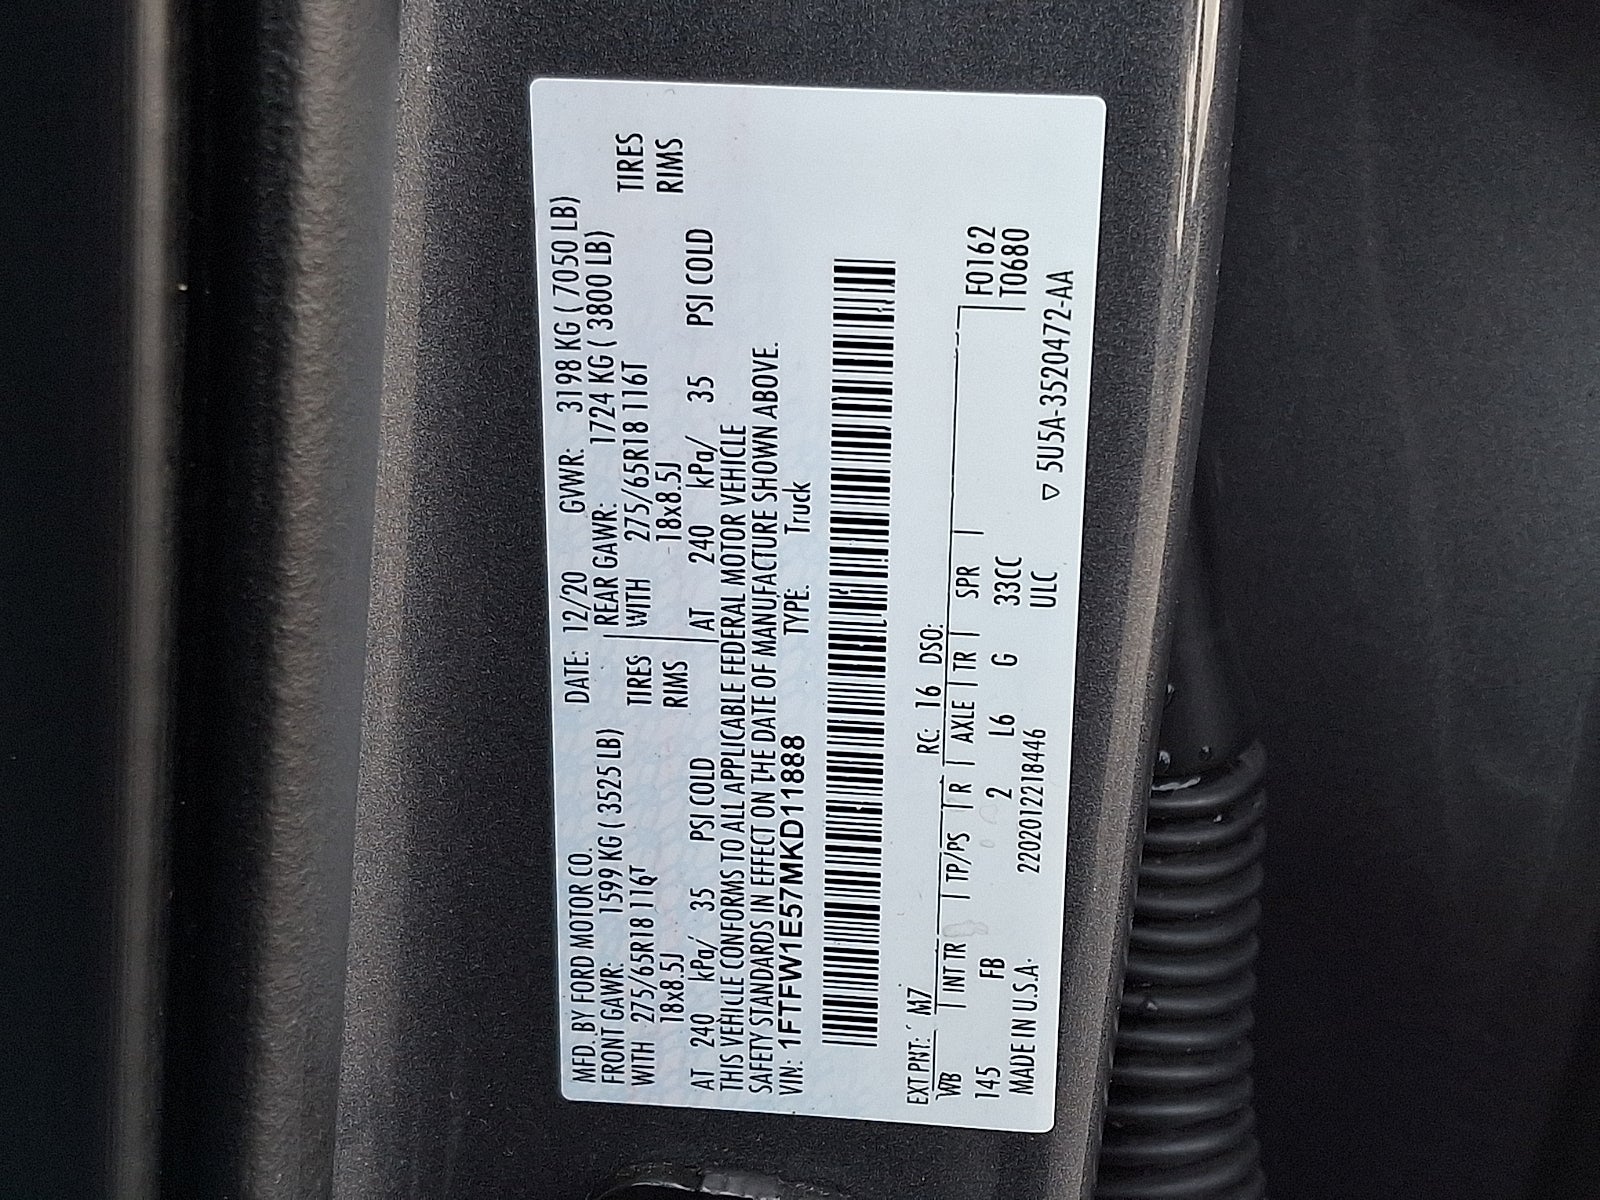 MFD. BY FORD MOTOR CO. DATE: 12/20 GVWR: 3198 KG ( 7050 LB)
FRONT GAWR: 1599 KG ( 3525 LB) REAR GAWR: 1724 KG ( 3800 LB)
WITH 275/65R18 116T TIRES WITH 275/65R18 116T TIRES
18x8.5J RIMS 18x8.5J RIMS
AT 240 kPa/ 35 PSI COLD AT 240 kPa/ 35 PSI COLD
THIS VEHICLE CONFORMS TO ALL APPLICABLE FEDERAL MOTOR VEHICLE
SAFETY STANDARDS IN EFFECT ON THE DATE OF MANUFACTURE SHOWN ABOVE.
VIN: 1FTFW1E57MKD11888 TYPE: Truck
EXT PNT: M7 RC: 16 DSO:
WB INT TR TP/PS R AXLE TR SPR F0162
145 FB 2 L6 G 33CC T0680
MADE IN U.S.A. 2202012218446 ULC
▽ 5U5A-3520472-AA